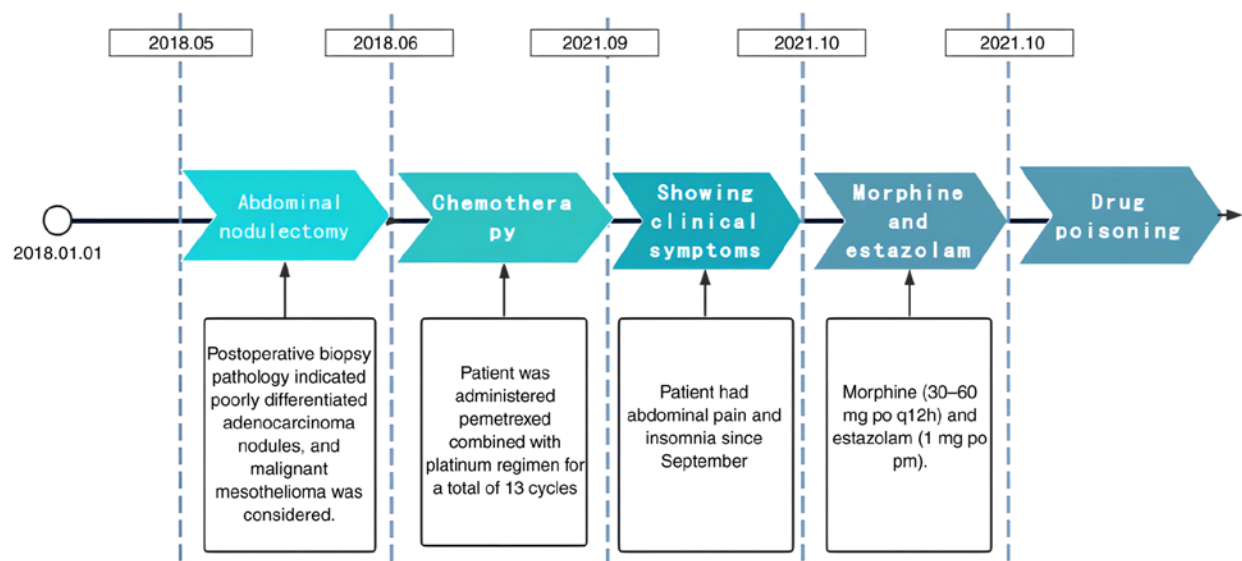 2018.05
2018.06
2021.09
2021.10
2021.10
2018.01.01
Abdominal
nodulectomy
Chemothera
py
Showing
clinical
symptoms
Morphine
and
estazolam
Drug
poisoning
Postoperative biopsy
pathology indicated
poorly differentiated
adenocarcinoma
nodules, and
malignant
mesothelioma was
considered.
Patient was
administered
pemetrexed
combined with
platinum regimen for
a total of 13 cycles
Patient had
abdominal pain and
insomnia since
September
Morphine (30–60
mg po q12h) and
estazolam (1 mg po
pm).